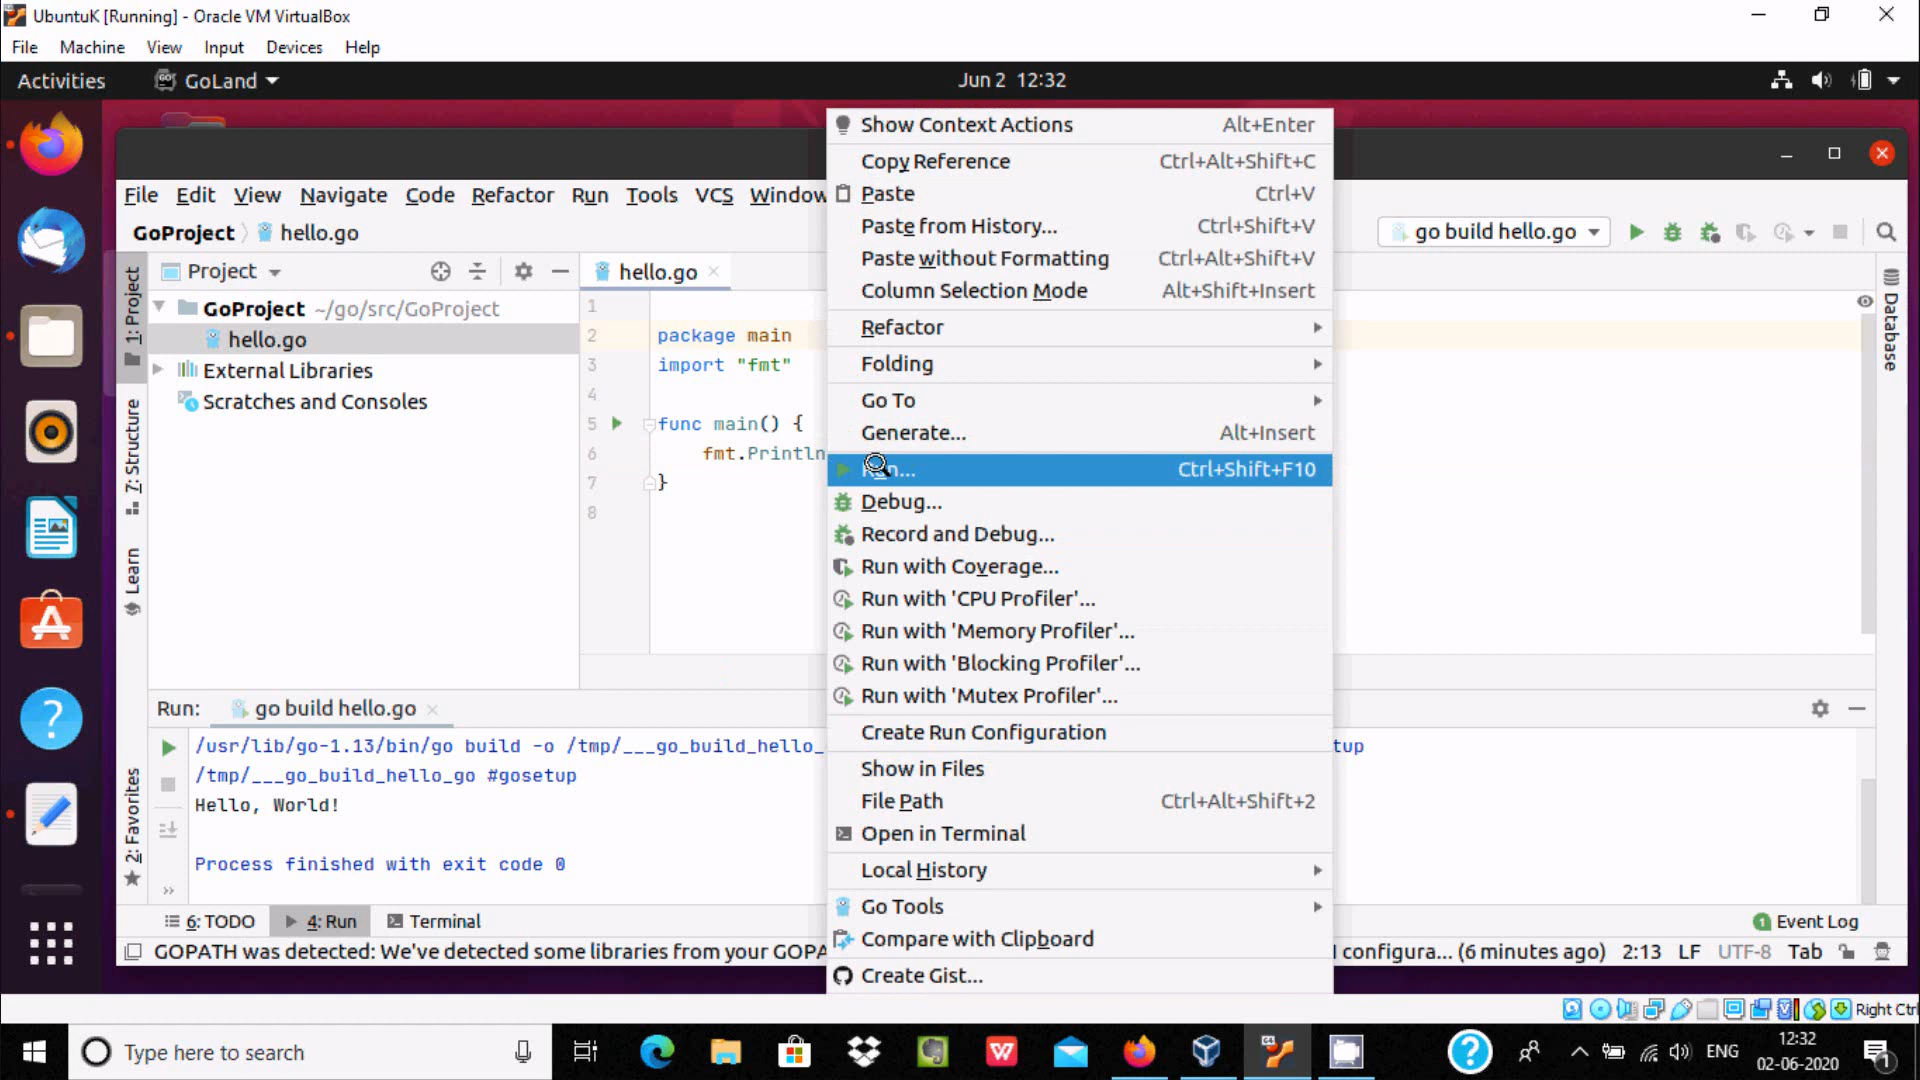 UbuntuK [Running] - Oracle VM VirtualBox
File Machine View Input Devices Help
Activities GoLand Jun 2 12:32
File Edit View Navigate Code Refactor Run Tools VCS Window
GoProject hello.go
go build hello.go
Project
hello.go
1: Project
7: Structure
Learn
2: Favorites
GoProject ~/go/src/GoProject
hello.go
External Libraries
Scratches and Consoles
1
2 package main
3 import "fmt"
4
5 func main() {
6 fmt.Println
7 }
8
Show Context Actions Alt+Enter
Copy Reference Ctrl+Alt+Shift+C
Paste Ctrl+V
Paste from History... Ctrl+Shift+V
Paste without Formatting Ctrl+Alt+Shift+V
Column Selection Mode Alt+Shift+Insert
Refactor
Folding
Go To
Generate... Alt+Insert
Ctrl+Shift+F10
Debug...
Record and Debug...
Run with Coverage...
Run with 'CPU Profiler'...
Run with 'Memory Profiler'...
Run with 'Blocking Profiler'...
Run with 'Mutex Profiler'...
Create Run Configuration
Show in Files
File Path Ctrl+Alt+Shift+2
Open in Terminal
Local History
Go Tools
Compare with Clipboard
Create Gist...
Database
Run: go build hello.go
/usr/lib/go-1.13/bin/go build -o /tmp/___go_build_hello_ tup
/tmp/___go_build_hello_go #gosetup
Hello, World!
Process finished with exit code 0
6: TODO 4: Run Terminal 1 Event Log
GOPATH was detected: We've detected some libraries from your GOPA configura... (6 minutes ago) 2:13 LF UTF-8 Tab
Right Ctrl
Type here to search
ENG
12:32
02-06-2020
1